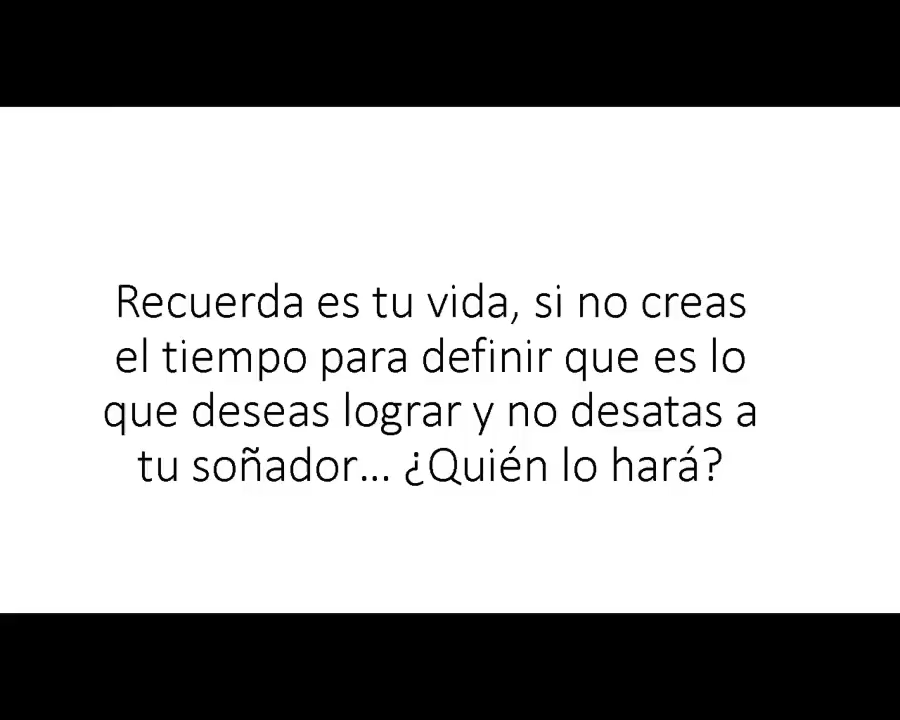 Recuerda es tu vida, si no creas
el tiempo para definir que es lo
que deseas lograr y no desatas a
tu soñador... ¿Quién lo hará?